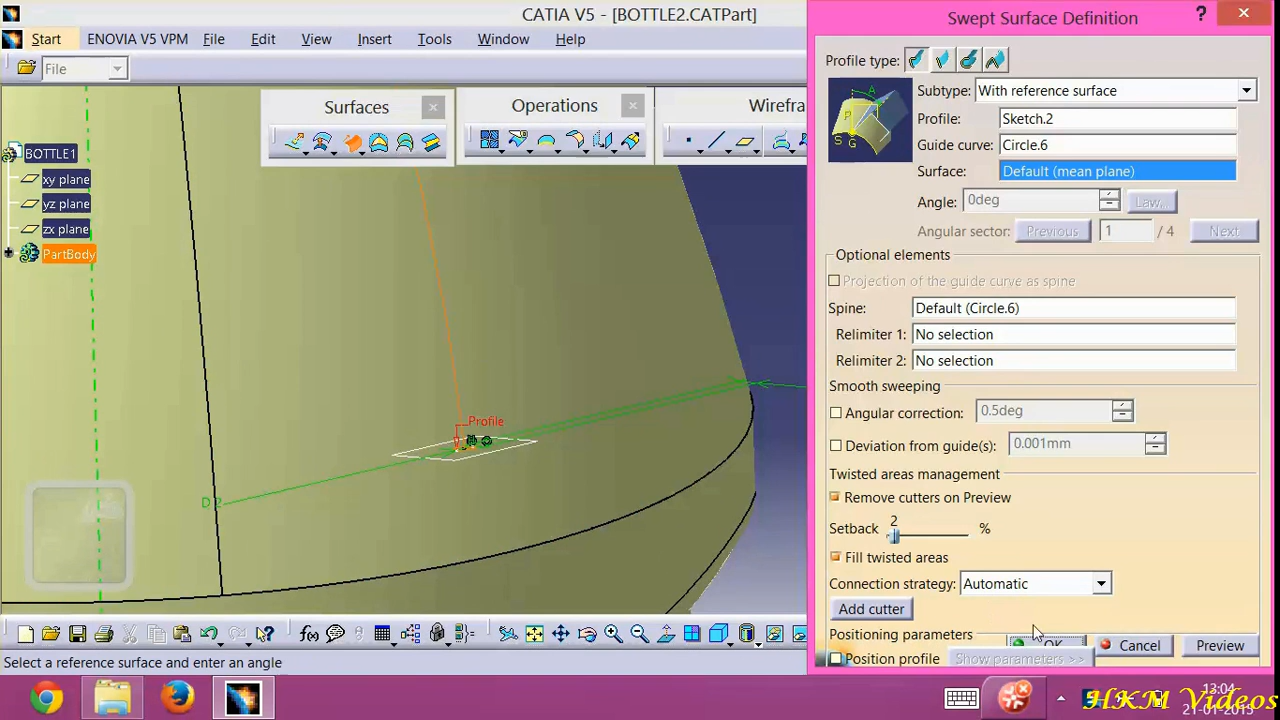 CATIA V5 - [BOTTLE2.CATPart]
Start
ENOVIA V5 VPM
File
Edit
View
Insert
Tools
Window
Help
File
Surfaces
Operations
Wirefra
BOTTLE1
xy plane
yz plane
zx plane
PartBody
Profile
Select a reference surface and enter an angle
Swept Surface Definition
? 
Profile type:
Subtype: With reference surface
Profile: Sketch.2
Guide curve: Circle.6
Surface: Default (mean plane)
Angle: 0deg Law...
Angular sector: Previous 1 / 4 Next
Optional elements
Projection of the guide curve as spine
Spine: Default (Circle.6)
Relimiter 1: No selection
Relimiter 2: No selection
Smooth sweeping
Angular correction: 0.5deg
Deviation from guide(s): 0.001mm
Twisted areas management
Remove cutters on Preview
Setback 2 %
Fill twisted areas
Connection strategy: Automatic
Add cutter
Positioning parameters
OK Cancel Preview
Position profile Show parameters >>
13:04
21-01-2015
HKM Videos